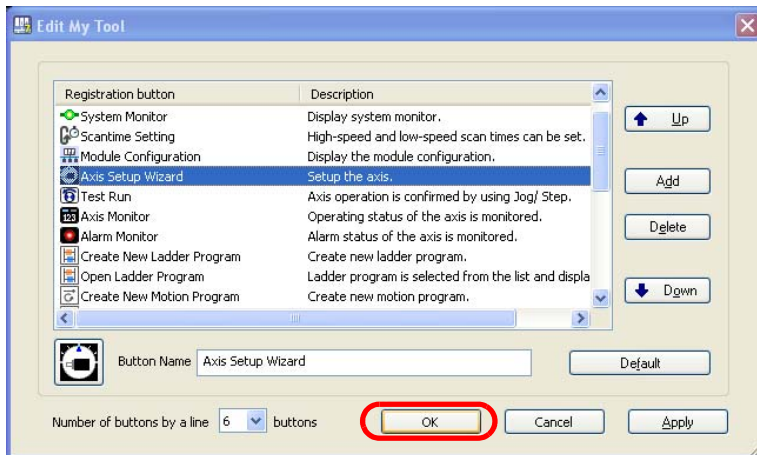 Edit My Tool
Registration button Description
System Monitor Display system monitor.
Scantime Setting High-speed and low-speed scan times can be set.
Module Configuration Display the module configuration.
Axis Setup Wizard Setup the axis.
Test Run Axis operation is confirmed by using Jog/ Step.
123 Axis Monitor Operating status of the axis is monitored.
Alarm Monitor Alarm status of the axis is monitored.
Create New Ladder Program Create new ladder program.
Open Ladder Program Ladder program is selected from the list and displa
Create New Motion Program Create new motion program.
Up
Add
Delete
Down
Button Name Axis Setup Wizard Default
Number of buttons by a line 6 buttons OK Cancel Apply